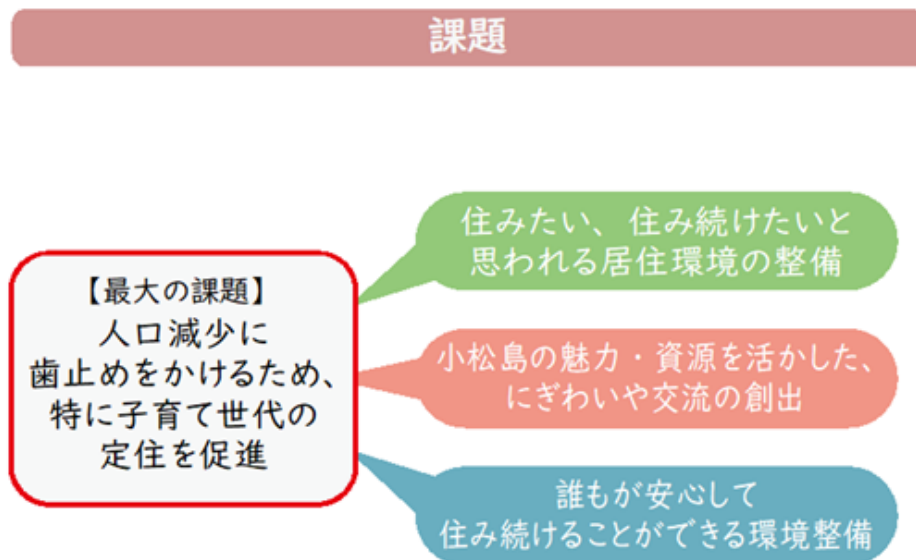 課題
住みたい、住み続けたいと
思われる居住環境の整備
【最大の課題】
人口減少に
歯止めをかけるため、
特に子育て世代の
定住を促進
小松島の魅力・資源を活かした、
にぎわいや交流の創出
誰もが安心して
住み続けることができる環境整備